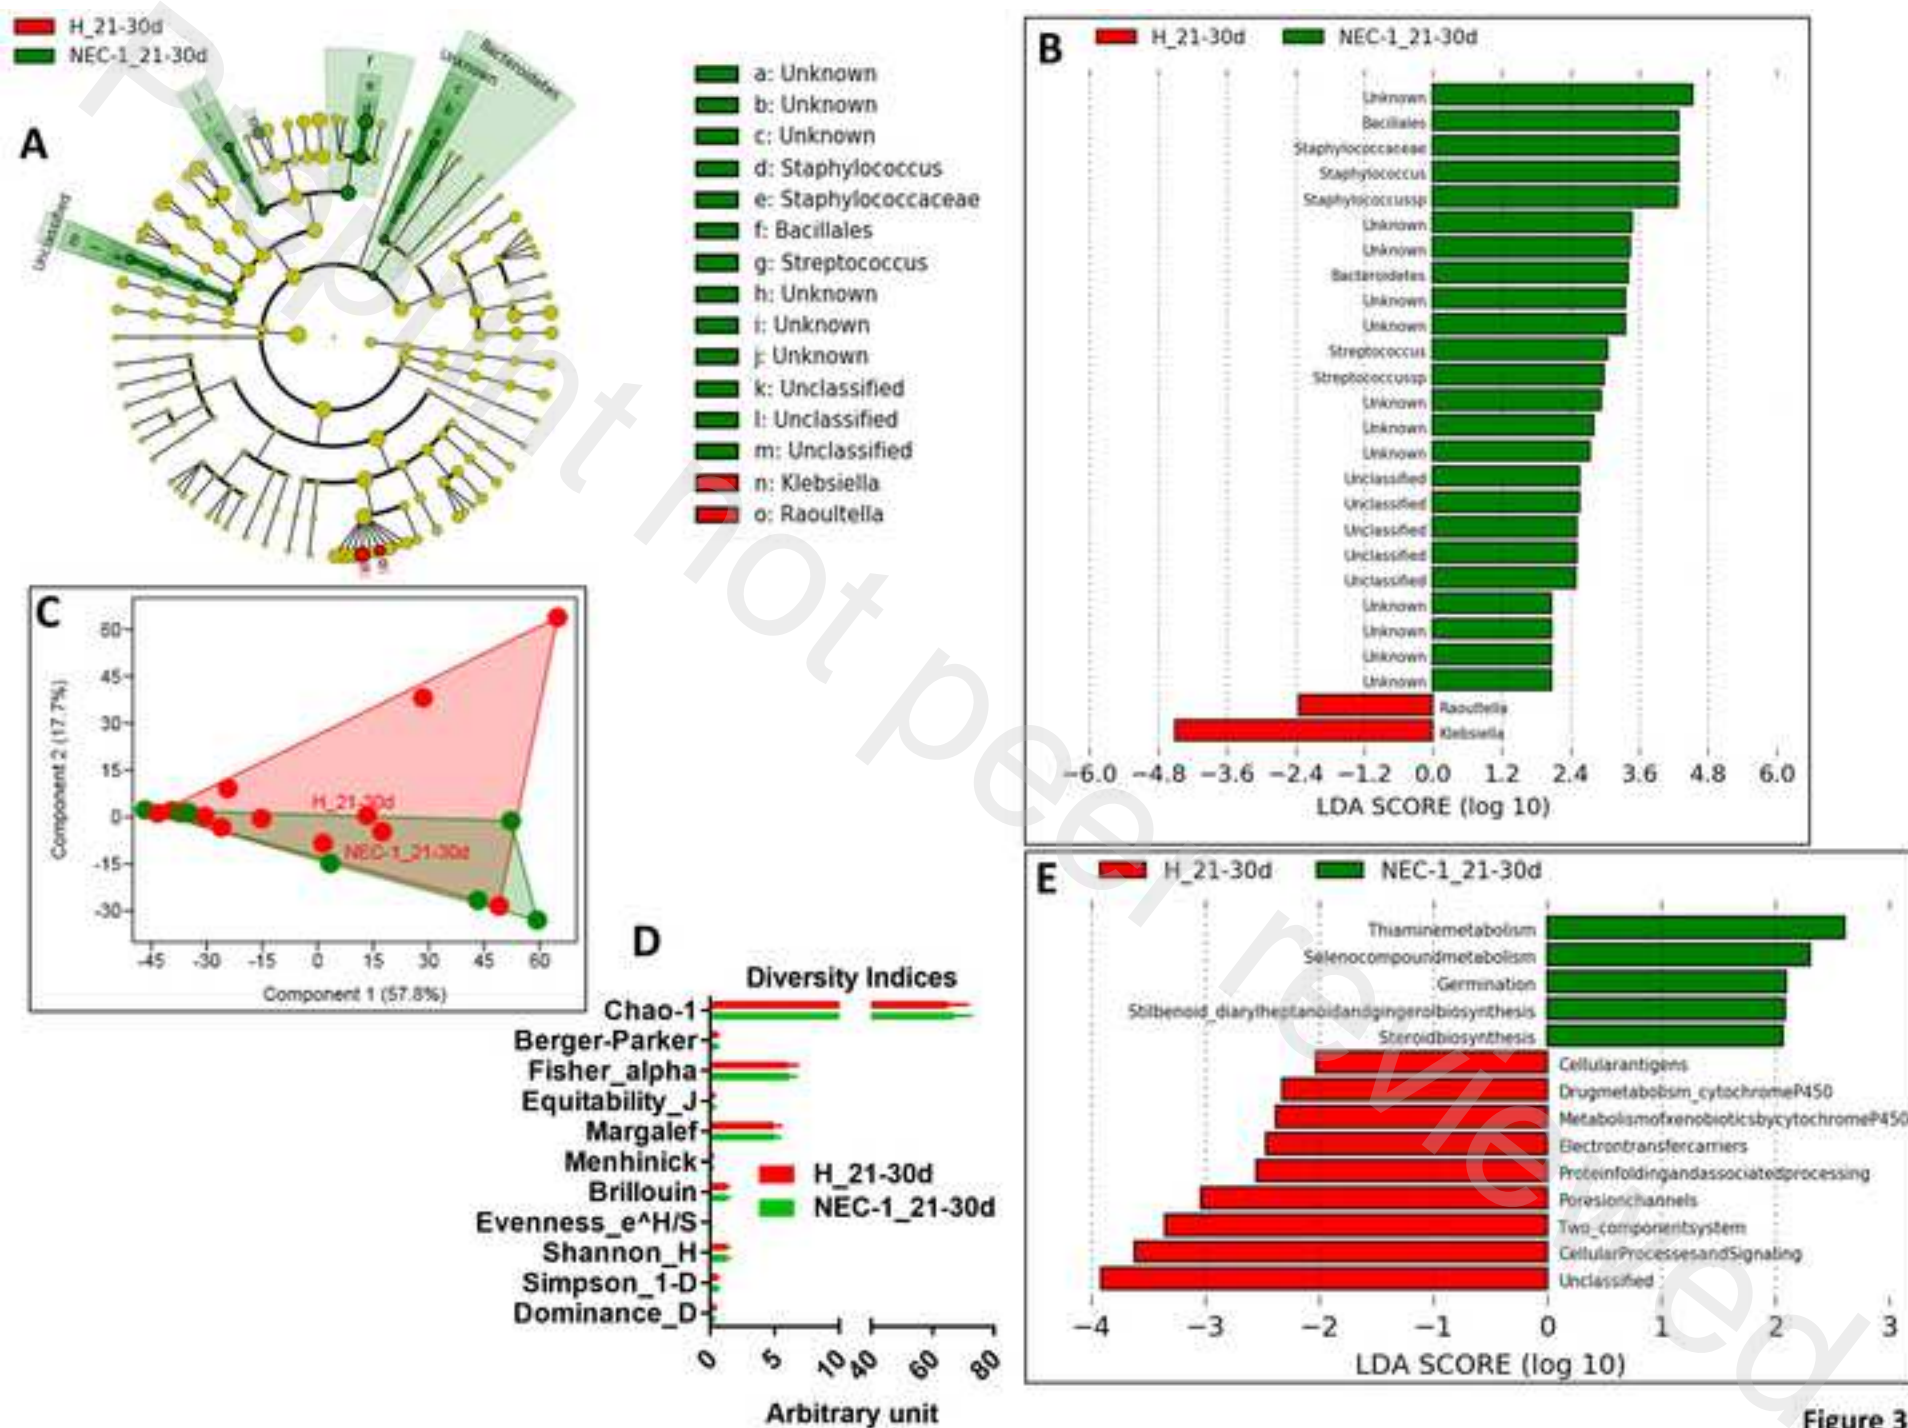 H_21-30d
NEC-1_21-30d
A
Unclassified
Unknown
Bacteroidetes
f
e
d
c
b
m
l
a: Unknown
b: Unknown
c: Unknown
d: Staphylococcus
e: Staphylococcaceae
f: Bacillales
g: Streptococcus
h: Unknown
i: Unknown
j: Unknown
k: Unclassified
l: Unclassified
m: Unclassified
n: Klebsiella
o: Raoultella
B
H_21-30d
NEC-1_21-30d
Unknown
Bacillales
Staphylococcaceae
Staphylococcus
Staphylococcussp
Unknown
Unknown
Bacteroidetes
Unknown
Unknown
Streptococcus
Streptococcussp
Unknown
Unknown
Unknown
Unclassified
Unclassified
Unclassified
Unclassified
Unclassified
Unknown
Unknown
Unknown
Unknown
Raoultella
Klebsiella
−6.0 −4.8 −3.6 −2.4 −1.2 0.0 1.2 2.4 3.6 4.8 6.0
LDA SCORE (log 10)
C
60
45
30
15
0
-15
-30
Component 2 (17.7%)
H_21-30d
NEC-1_21-30d
-45 -30 -15 0 15 30 45 60
Component 1 (57.8%)
D
Diversity Indices
Chao-1
Berger-Parker
Fisher_alpha
Equitability_J
Margalef
Menhinick
Brillouin
Evenness_e^H/S
Shannon_H
Simpson_1-D
Dominance_D
H_21-30d
NEC-1_21-30d
0 5 10 40 60 80
Arbitrary unit
E
H_21-30d
NEC-1_21-30d
Thiaminemetabolism
Selenocompoundmetabolism
Germination
Stilbenoid_diarylheptanoidandgingerolbiosynthesis
Steroidbiosynthesis
Cellularantigens
Drugmetabolism_cytochromeP450
MetabolismofxenobioticsbycytochromeP450
Electrontransfercarriers
Proteinfoldingandassociatedprocessing
Poresionchannels
Two_componentsystem
CellularProcessesandSignaling
Unclassified
−4 −3 −2 −1 0 1 2 3
LDA SCORE (log 10)
Figure 3
Preprint not peer reviewed